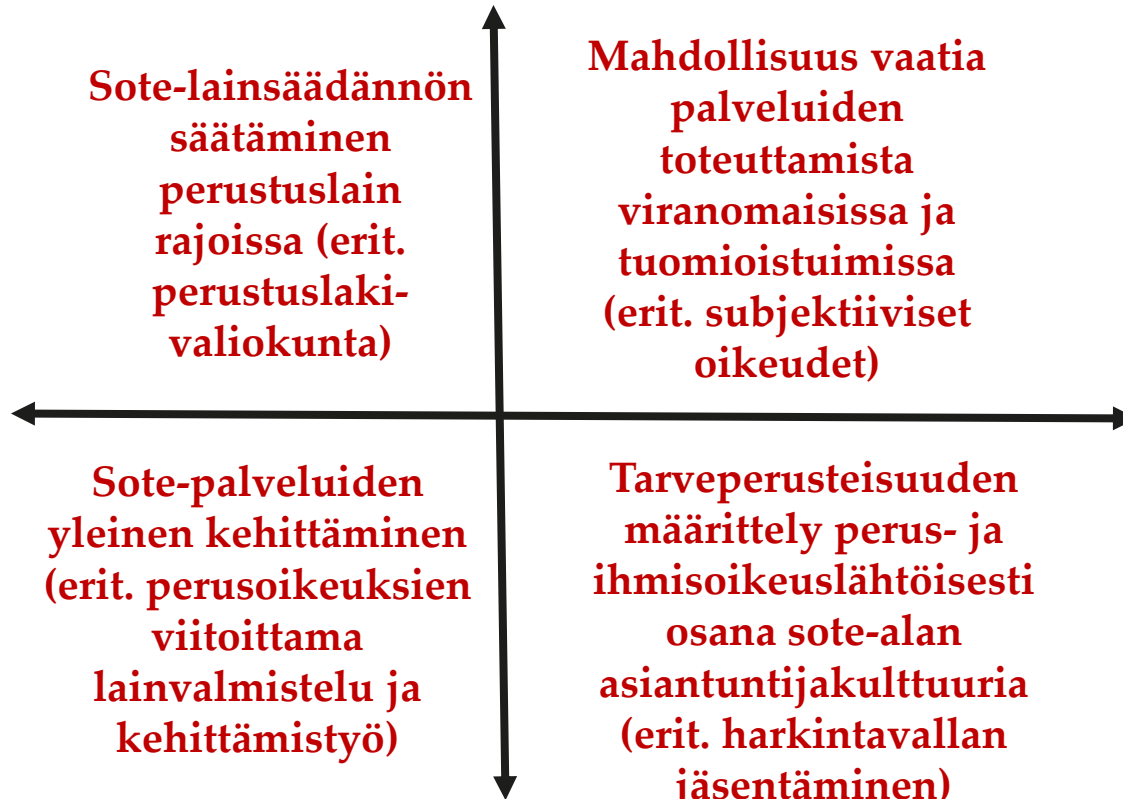 Sote-lainsäädännön
säätäminen
perustuslain
rajoissa (erit.
perustuslaki-
valiokunta)
Mahdollisuus vaatia
palveluiden
toteuttamista
viranomaisissa ja
tuomioistuimissa
(erit. subjektiiviset
oikeudet)
Sote-palveluiden
yleinen kehittäminen
(erit. perusoikeuksien
viitoittama
lainvalmistelu ja
kehittämistyö)
Tarveperusteisuuden
määrittely perus- ja
ihmisoikeuslähtöisesti
osana sote-alan
asiantuntijakulttuuria
(erit. harkintavallan
jäsentäminen)